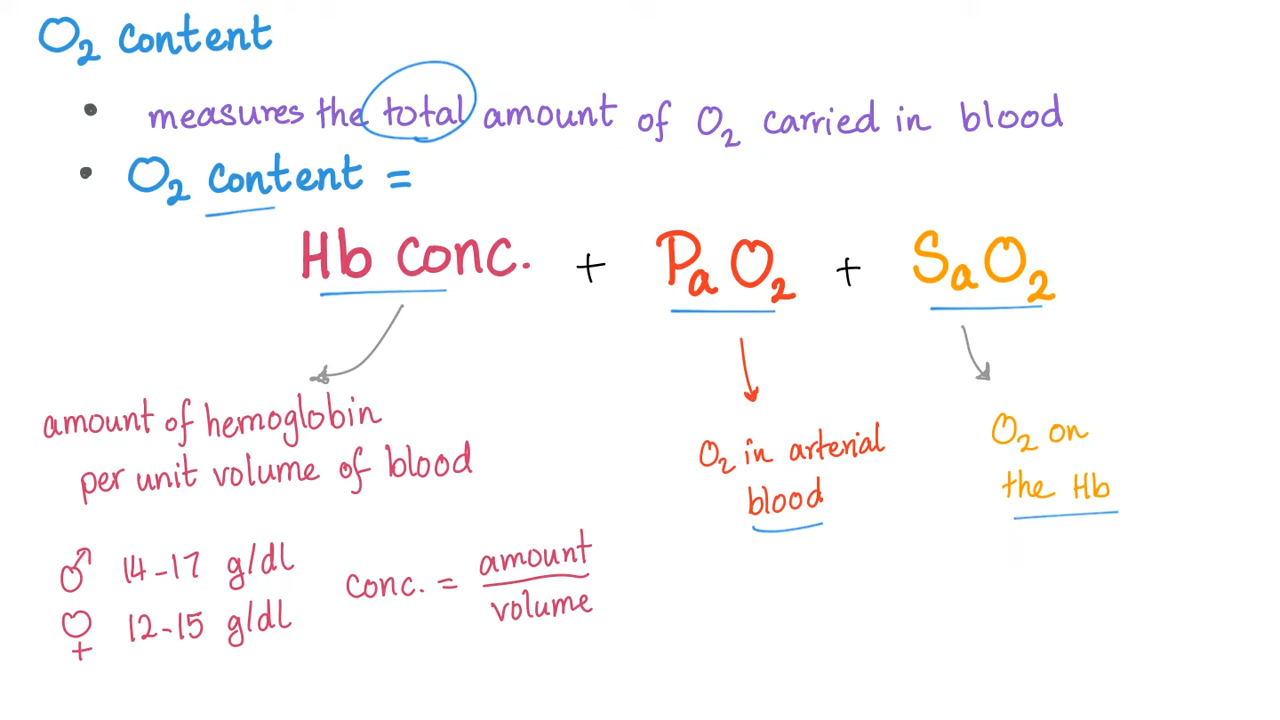 O₂ content
• measures the total amount of O₂ carried in blood
• O₂ content =
Hb conc. + PaO₂ + SaO₂
amount of hemoglobin
per unit volume of blood
O₂ in arterial
blood
O₂ on
the Hb
♂ 14-17 g/dl
♀ 12-15 g/dl
conc. = amount
volume